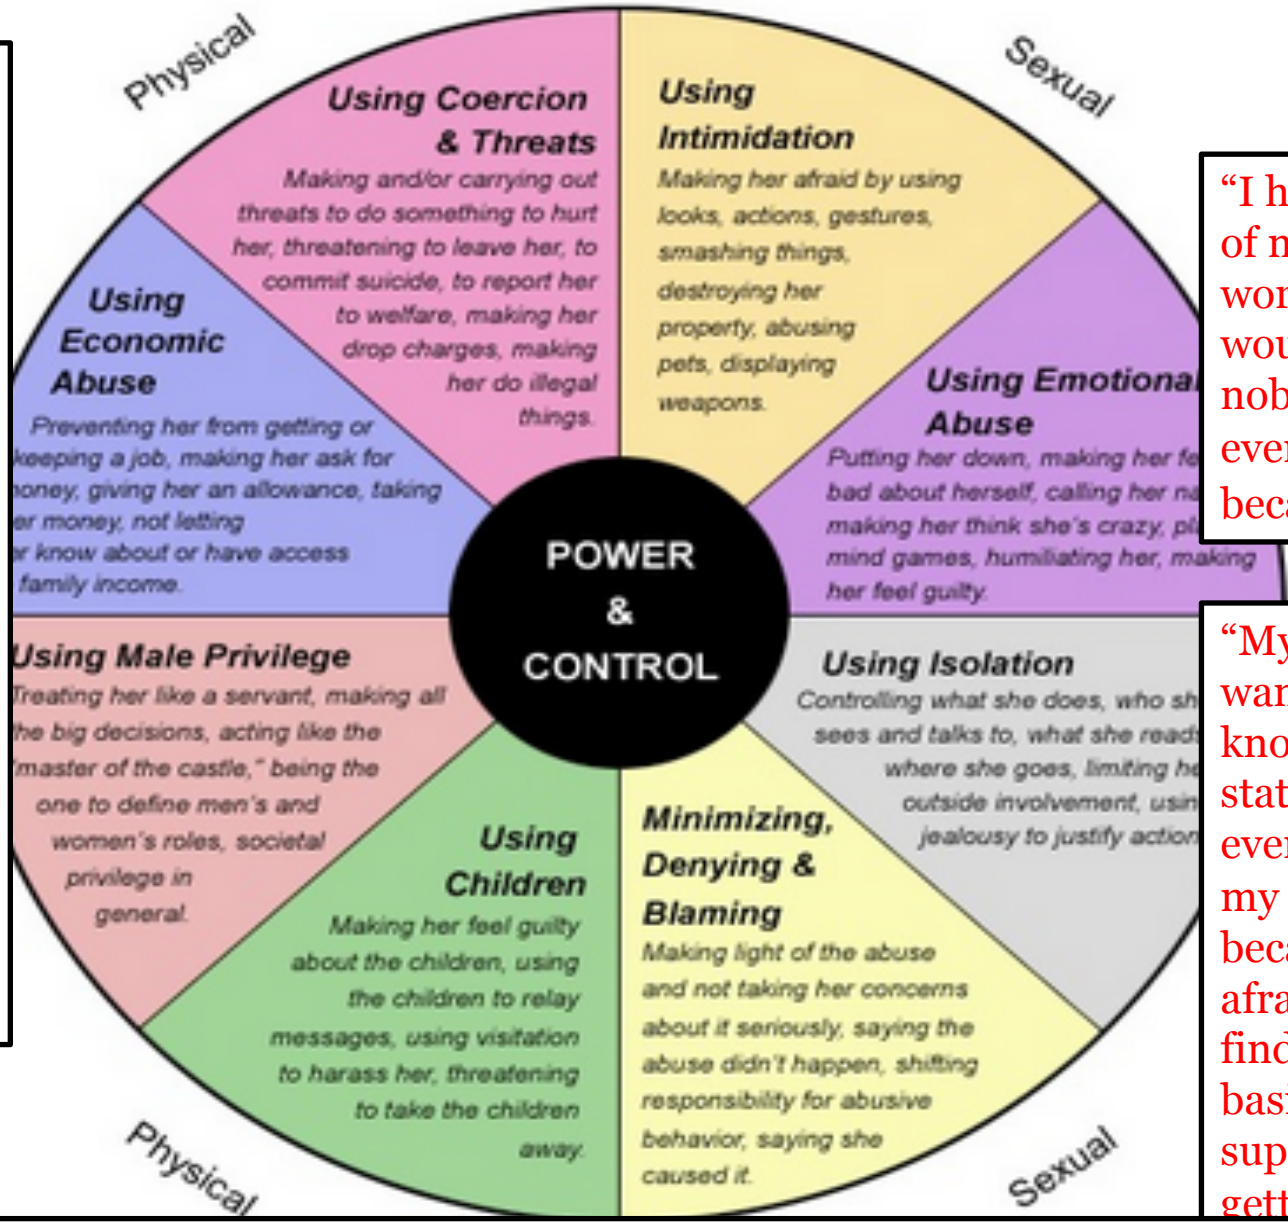 Physical
Sexual
Using Coercion
& Threats
Making and/or carrying out
threats to do something to hurt
her, threatening to leave her, to
commit suicide, to report her
to welfare, making her
drop charges, making
her do illegal
things.
Using
Intimidation
Making her afraid by using
looks, actions, gestures,
smashing things,
destroying her
property, abusing
pets, displaying
weapons.
Using
Economic
Abuse
Preventing her from getting or
keeping a job, making her ask for
oney, giving her an allowance, taking
er money, not letting
r know about or have access
family income.
Using Emotional
Abuse
Putting her down, making her fe
bad about herself, calling her na
making her think she's crazy, pla
mind games, humiliating her, making
her feel guilty.
POWER
&
CONTROL
Using Male Privilege
Treating her like a servant, making all
the big decisions, acting like the
"master of the castle," being the
one to define men's and
women's roles, societal
privilege in
general.
Using Isolation
Controlling what she does, who sh
sees and talks to, what she reads
where she goes, limiting he
outside involvement, usin
jealousy to justify action
Using
Children
Making her feel guilty
about the children, using
the children to relay
messages, using visitation
to harass her, threatening
to take the children
away.
Minimizing,
Denying &
Blaming
Making light of the abuse
and not taking her concerns
about it seriously, saying the
abuse didn't happen, shifting
responsibility for abusive
behavior, saying she
caused it.
Physical
Sexual
“I h
of n
wor
wou
nob
ever
beca
“My
wan
kno
stat
ever
my
beca
afra
find
basi
sup
gett